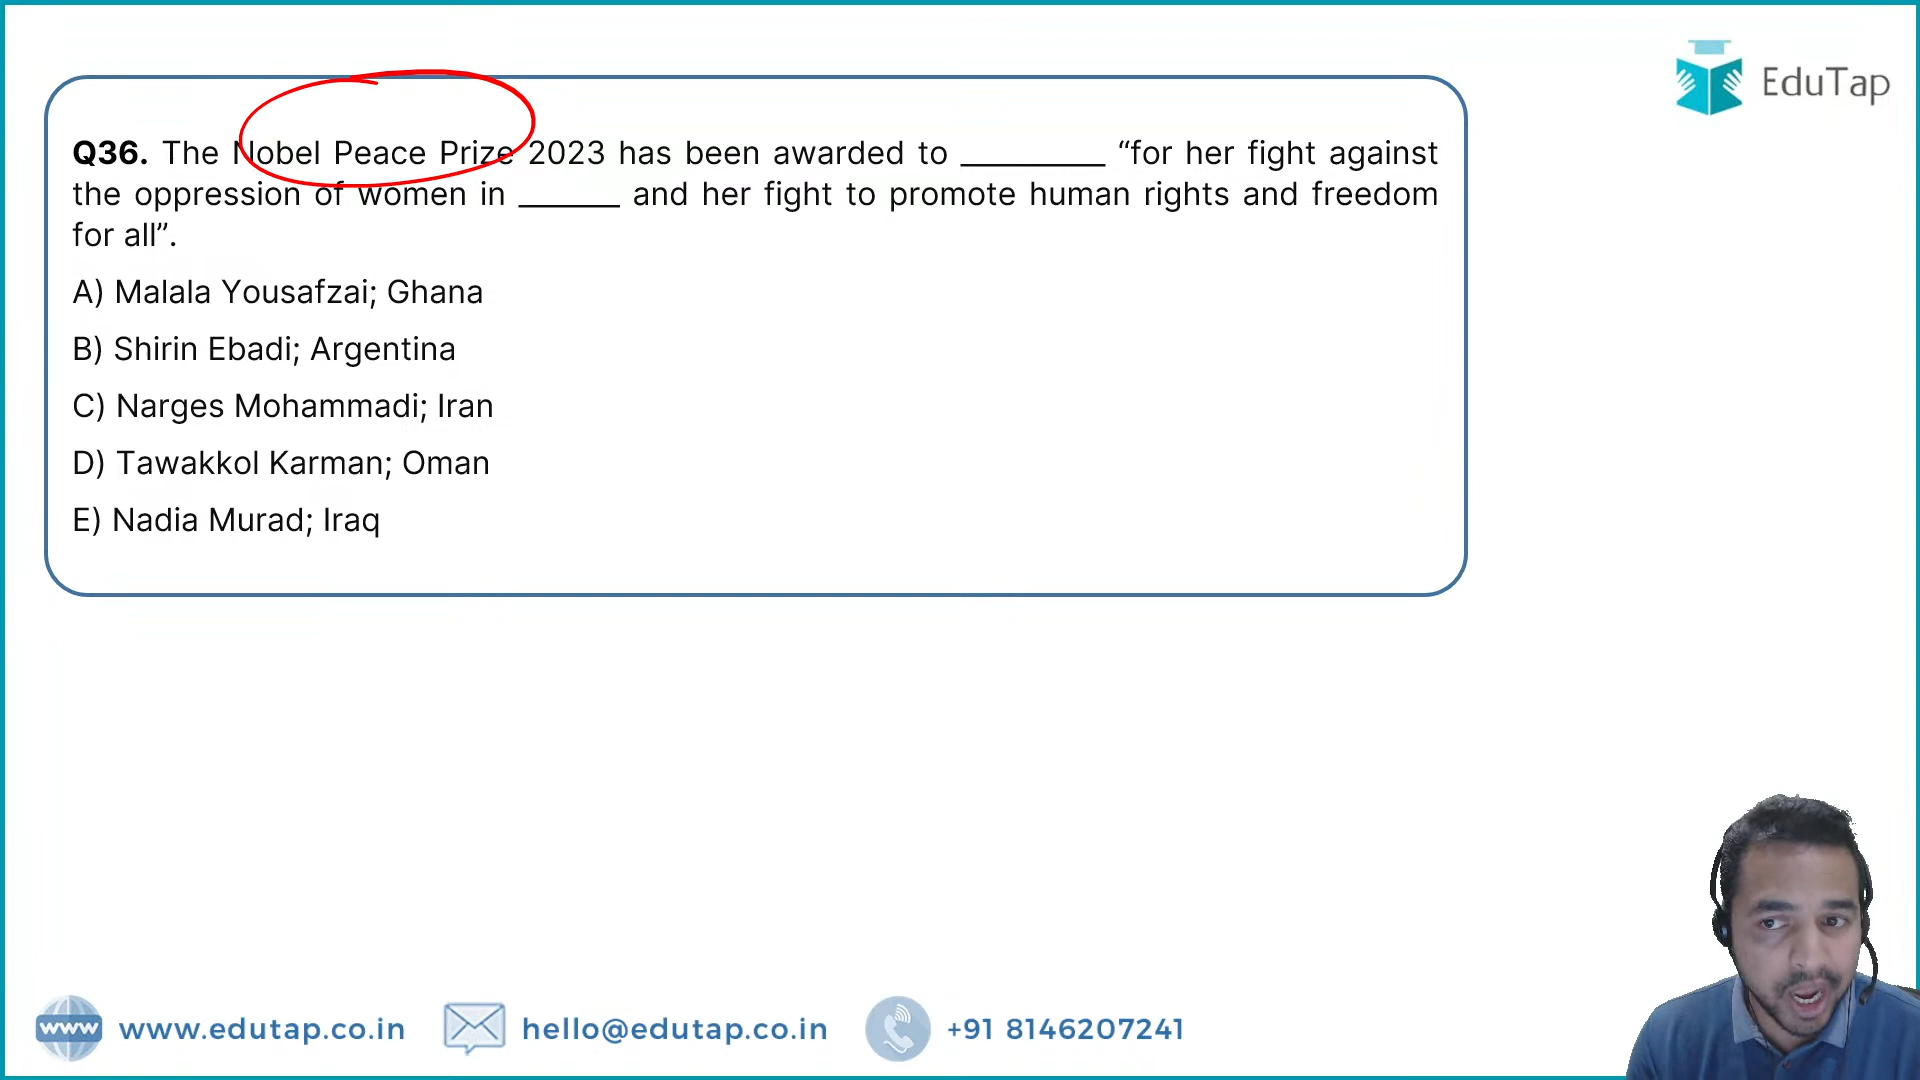 EduTap
Q36. The Nobel Peace Prize 2023 has been awarded to _________ “for her fight against
the oppression of women in ______ and her fight to promote human rights and freedom
for all”.
A) Malala Yousafzai; Ghana
B) Shirin Ebadi; Argentina
C) Narges Mohammadi; Iran
D) Tawakkol Karman; Oman
E) Nadia Murad; Iraq
www www.edutap.co.in hello@edutap.co.in +91 8146207241